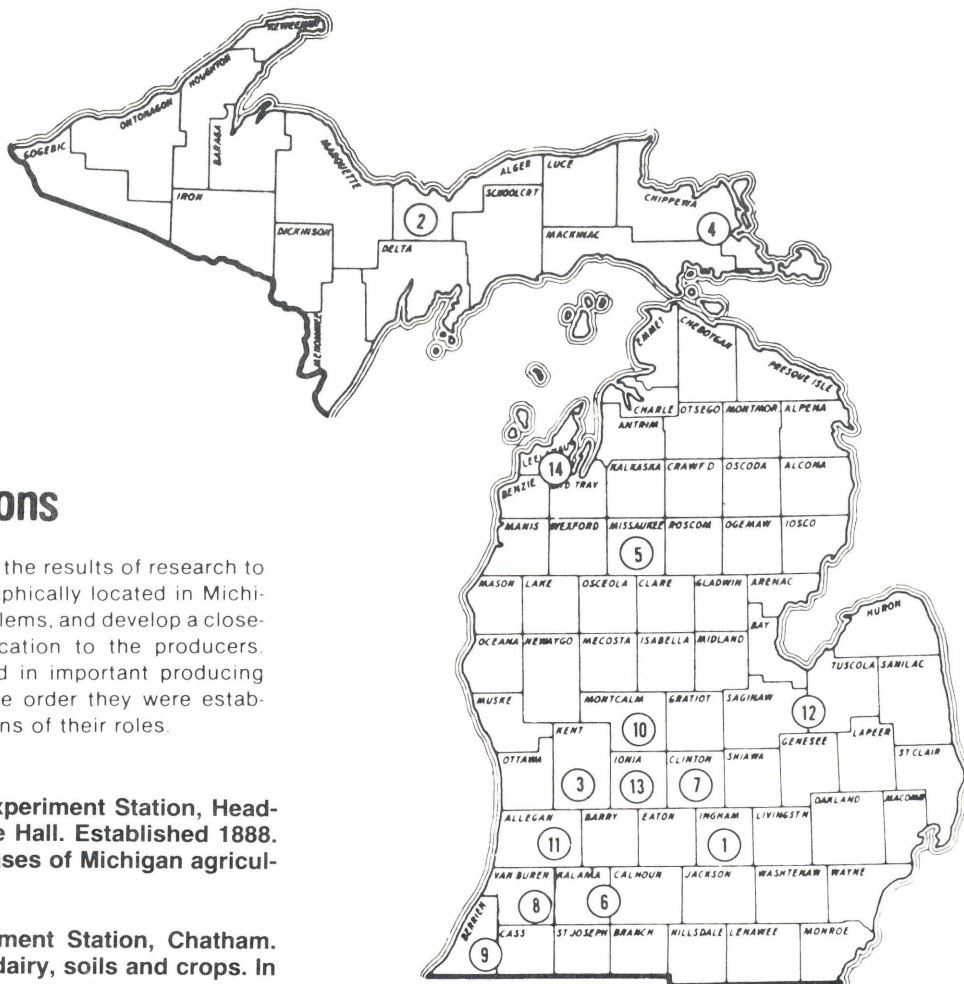 KEWEENAW
HOUGHTON
ONTONAGON
GOGEBIC
BARAGA
MARQUETTE
ALGER
LUCE
SCHOOLCRT
CHIPPEWA
IRON
2
4
DICKINSON
DELTA
MACKINAC
MENOMINEE
EMMET
CHEBOYGAN
PRESQUE ISLE
CHARLE
OTSEGO
MONTMOR.
ALPENA
ANTRIM
14
KALKASKA
CRAWF'D
OSCODA
ALCONA
BENZIE
ons
MANIS
WEXFORD
MISSAUKEE
ROSCOM
OGEMAW
IOSCO
5
the results of research to
phically located in Michi-
lems, and develop a close-
cation to the producers.
d in important producing
e order they were estab-
ns of their roles.
MASON
LAKE
OSCEOLA
CLARE
GLADWIN
ARENAC
HURON
BAY
OCEANA
NEWAYGO
MECOSTA
ISABELLA
MIDLAND
TUSCOLA
SANILAC
MUSKE
MONTCALM
GRATIOT
SAGINAW
12
10
KENT
GENESEE
LAPEER
ST CLAIR
OTTAWA
IONIA
CLINTON
SHIAWA
3
13
7
xperiment Station, Head-
e Hall. Established 1888.
ases of Michigan agricul-
OAKLAND
MACOMB
ALLEGAN
BARRY
EATON
INGHAM
LIVINGSTN
11
1
VAN BUREN
KALAMA
CALHOUN
JACKSON
WASHTENAW
WAYNE
8
6
BERRIEN
CASS
ST JOSEPH
BRANCH
HILLSDALE
LENAWEE
MONROE
9
ment Station, Chatham.
dairy, soils and crops. In